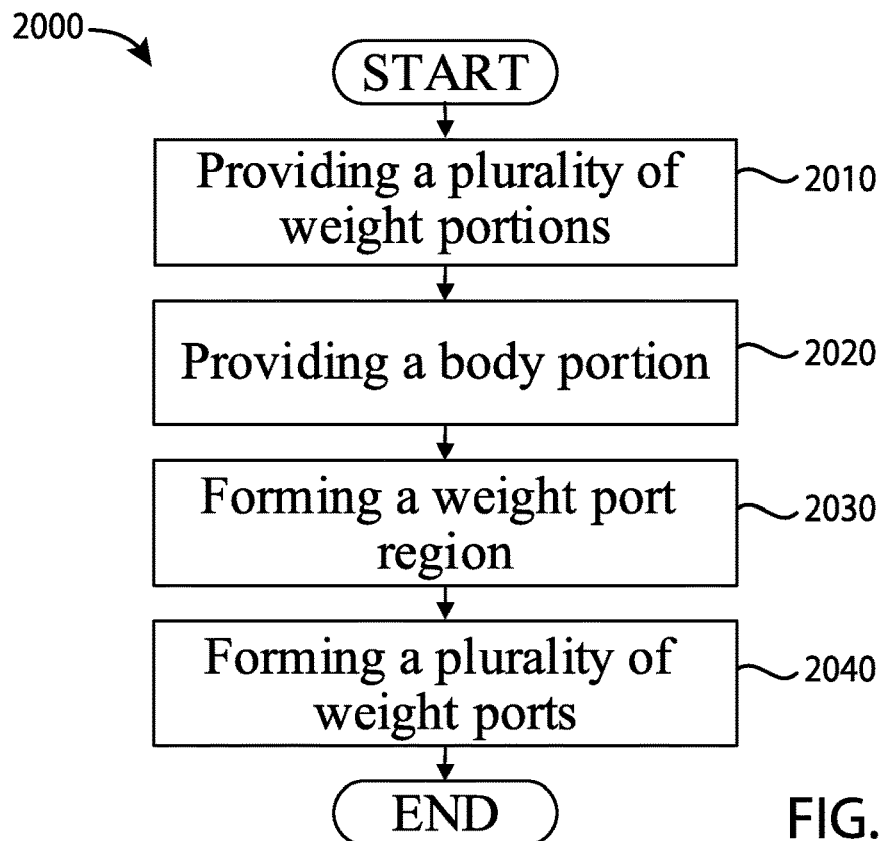 2000
START
Providing a plurality of
weight portions
2010
Providing a body portion
2020
Forming a weight port
region
2030
Forming a plurality of
weight ports
2040
END
FIG.